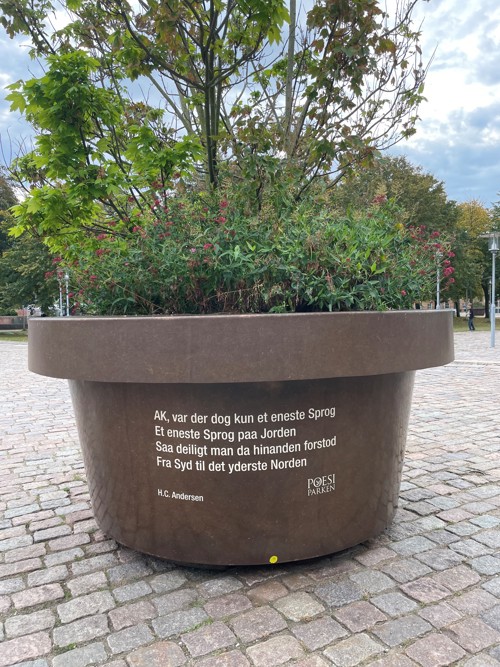 AK, var der dog kun et eneste Sprog
Et eneste Sprog paa Jorden
Saa deiligt man da hinanden forstod
Fra Syd til det yderste Norden
H.C. Andersen
POESI
PARKEN